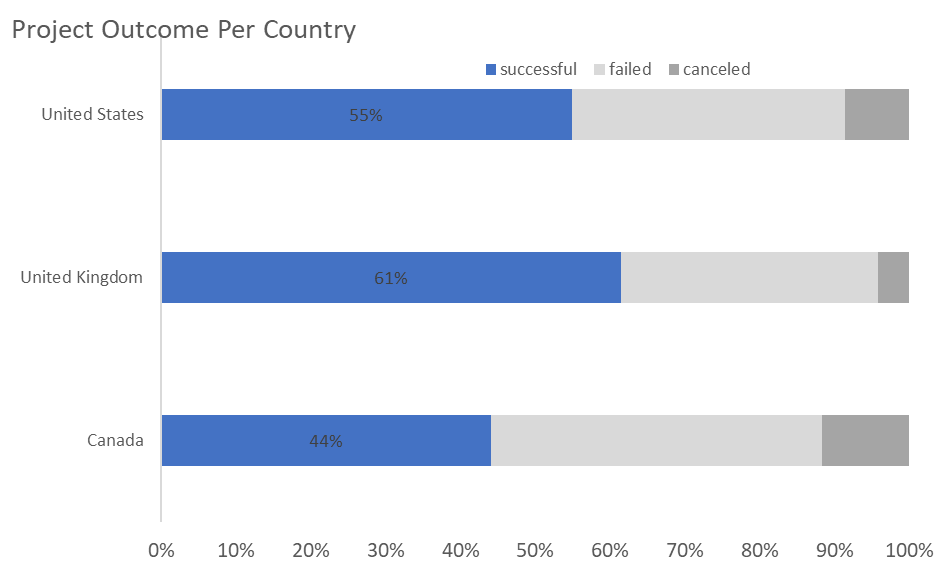 Project Outcome Per Country
successful failed canceled
United States 55%
United Kingdom 61%
Canada 44%
0% 10% 20% 30% 40% 50% 60% 70% 80% 90% 100%